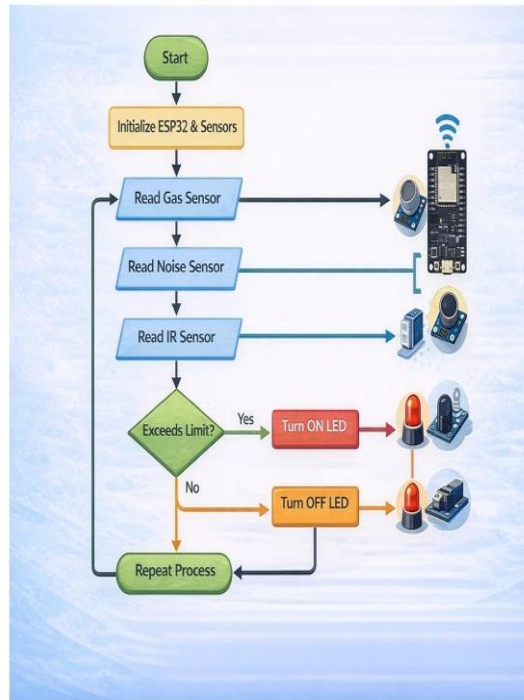 Start
Initialize ESP32 & Sensors
Read Gas Sensor
Read Noise Sensor
Read IR Sensor
Exceeds Limit?
Yes
Turn ON LED
No
Turn OFF LED
Repeat Process